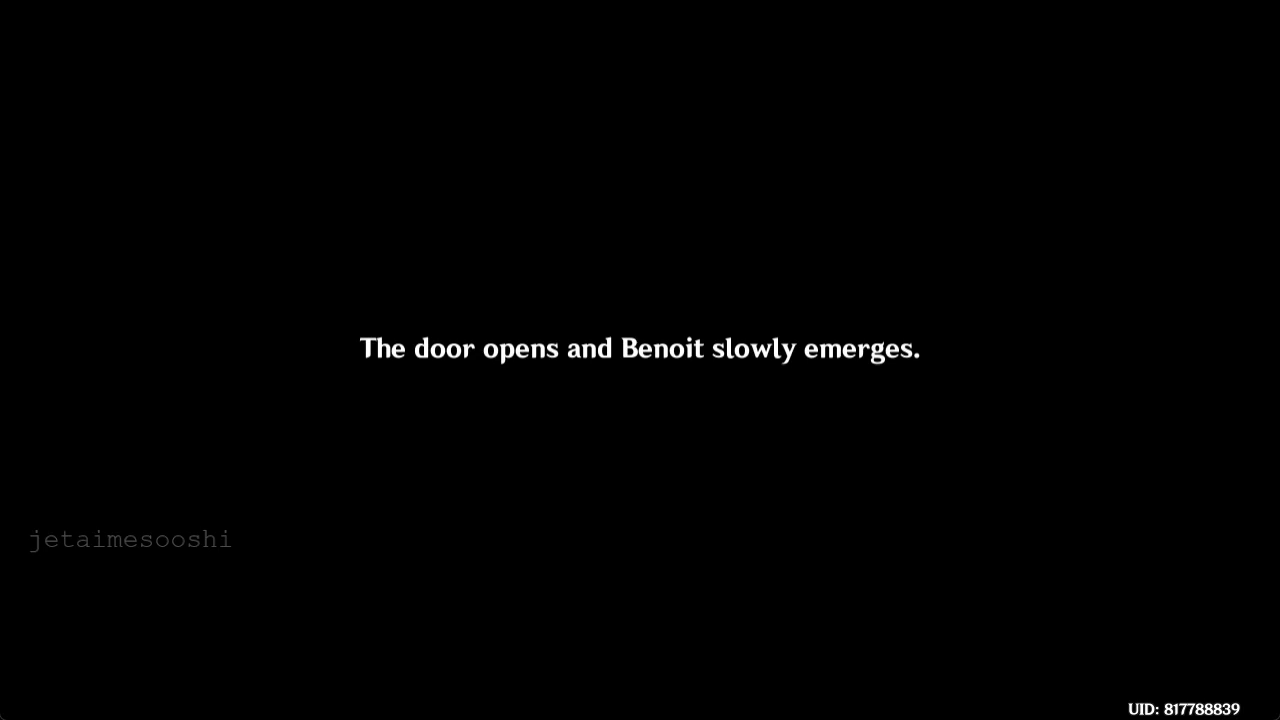 The door opens and Benoit slowly emerges.
jetaimesooshi
UID: 817788839